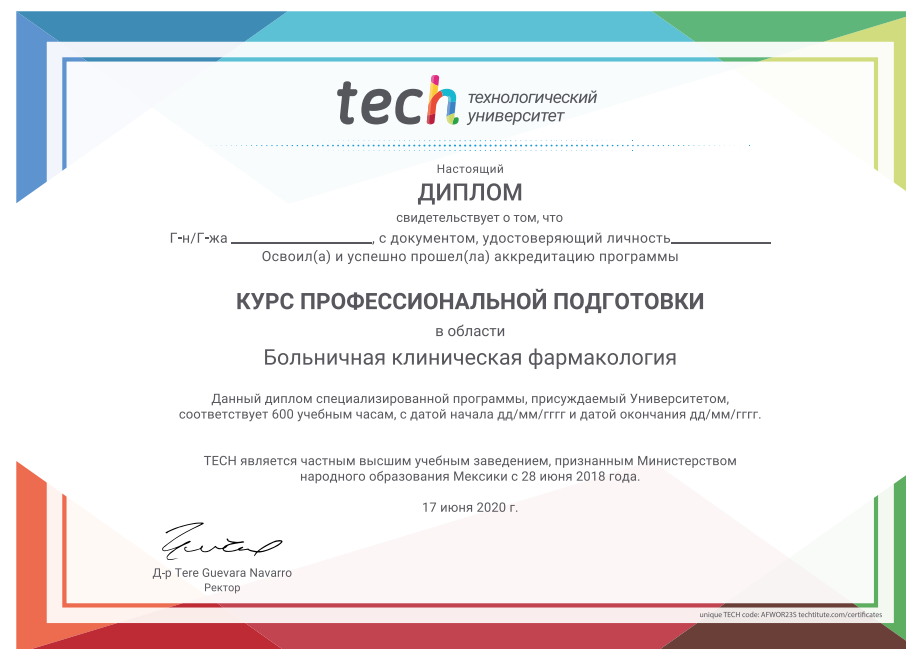 tech технологический
университет
Настоящий
ДИПЛОМ
свидетельствует о том, что
Г-н/Г-жа ____________, с документом, удостоверяющий личность____________
Освоил(а) и успешно прошел(ла) аккредитацию программы
КУРС ПРОФЕССИОНАЛЬНОЙ ПОДГОТОВКИ
в области
Больничная клиническая фармакология
Данный диплом специализированной программы, присуждаемый Университетом,
соответствует 600 учебным часам, с датой начала дд/мм/гггг и датой окончания дд/мм/гггг.
TECH является частным высшим учебным заведением, признанным Министерством
народного образования Мексики с 28 июня 2018 года.
17 июня 2020 г.
Д-р Tere Guevara Navarro
Ректор
unique TECH code: AFWOR23S techtitute.com/certificates